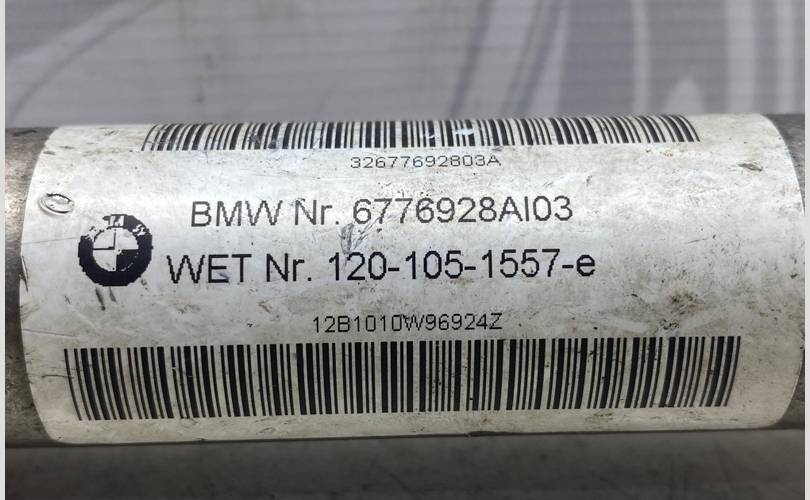 32677692803A
BMW Nr. 6776928AI03
WET Nr. 120-105-1557-e
12B1010W96924Z